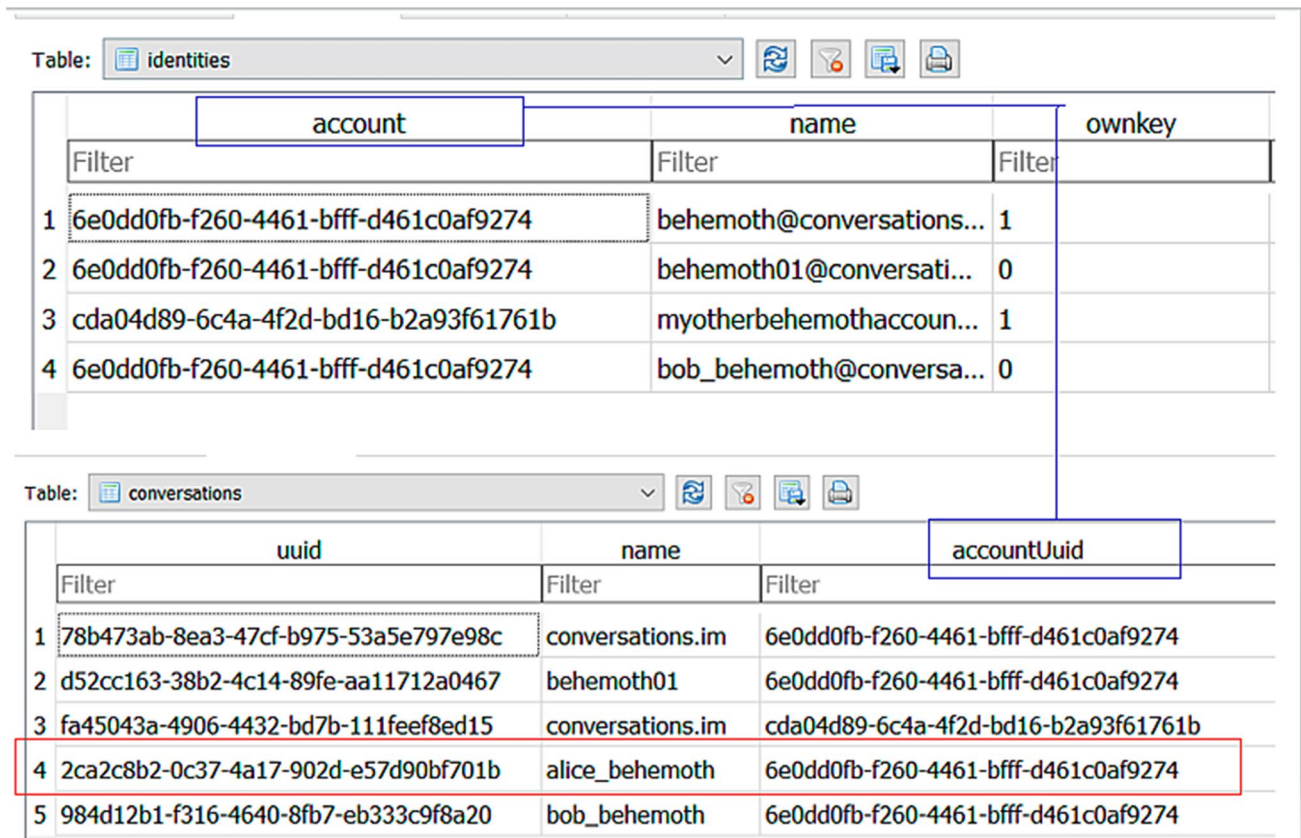 Table: identities
account name ownkey
Filter Filter Filter
1 6e0dd0fb-f260-4461-bfff-d461c0af9274 behemoth@conversations... 1
2 6e0dd0fb-f260-4461-bfff-d461c0af9274 behemoth01@conversati... 0
3 cda04d89-6c4a-4f2d-bd16-b2a93f61761b myotherbehemothaccoun... 1
4 6e0dd0fb-f260-4461-bfff-d461c0af9274 bob_behemoth@conversa... 0
Table: conversations
uuid name accountUuid
Filter Filter Filter
1 78b473ab-8ea3-47cf-b975-53a5e797e98c conversations.im 6e0dd0fb-f260-4461-bfff-d461c0af9274
2 d52cc163-38b2-4c14-89fe-aa11712a0467 behemoth01 6e0dd0fb-f260-4461-bfff-d461c0af9274
3 fa45043a-4906-4432-bd7b-111feef8ed15 conversations.im cda04d89-6c4a-4f2d-bd16-b2a93f61761b
4 2ca2c8b2-0c37-4a17-902d-e57d90bf701b alice_behemoth 6e0dd0fb-f260-4461-bfff-d461c0af9274
5 984d12b1-f316-4640-8fb7-eb333c9f8a20 bob_behemoth 6e0dd0fb-f260-4461-bfff-d461c0af9274